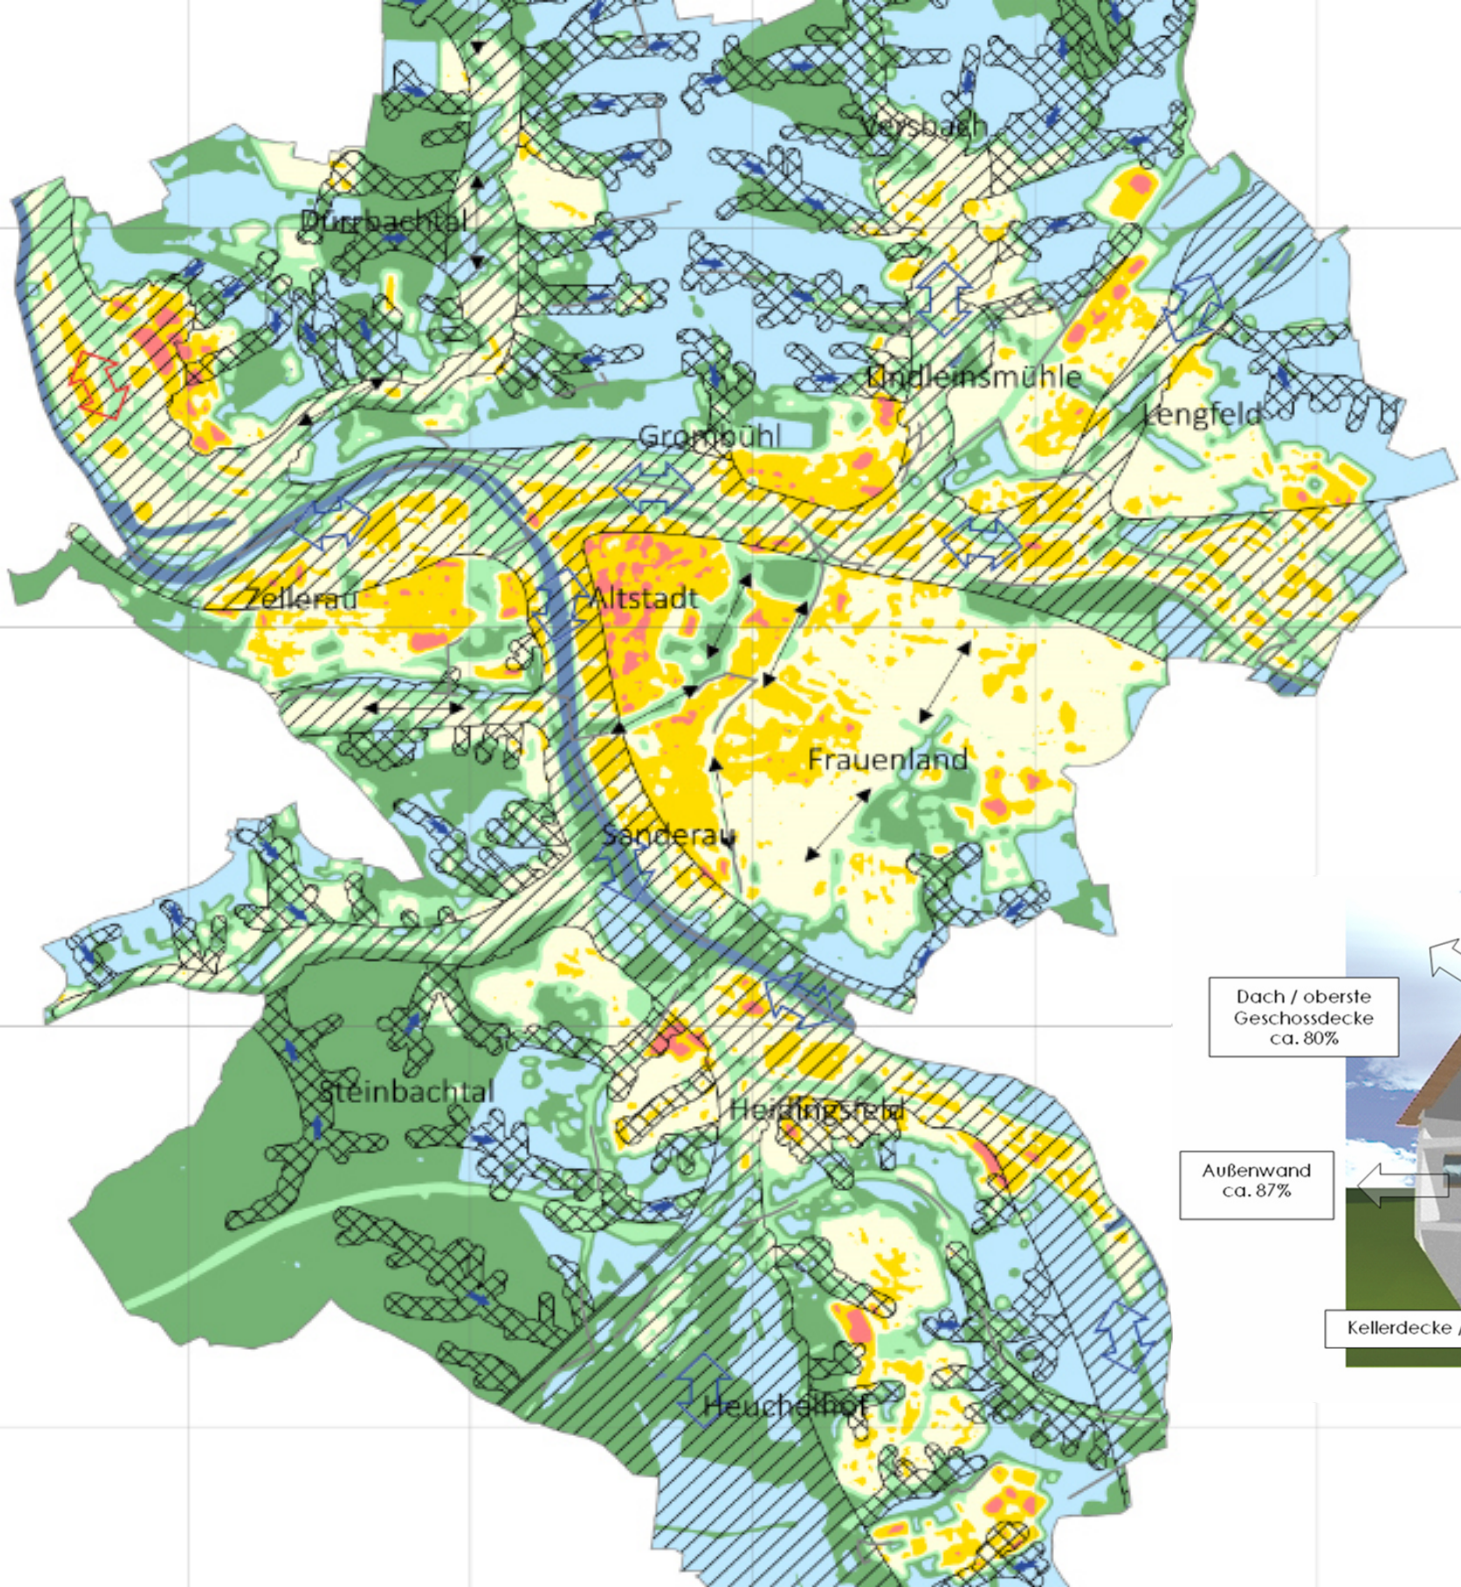 Versbach
Dürrbachtal
Lindleinsmühle
Lengfeld
Grombühl
Zellerau
Altstadt
Frauenland
Sanderau
Dach / oberste
Geschossdecke
ca. 80%
Steinbachtal
Heidingsfeld
Außenwand
ca. 87%
Kellerdecke /
Heuchelhof